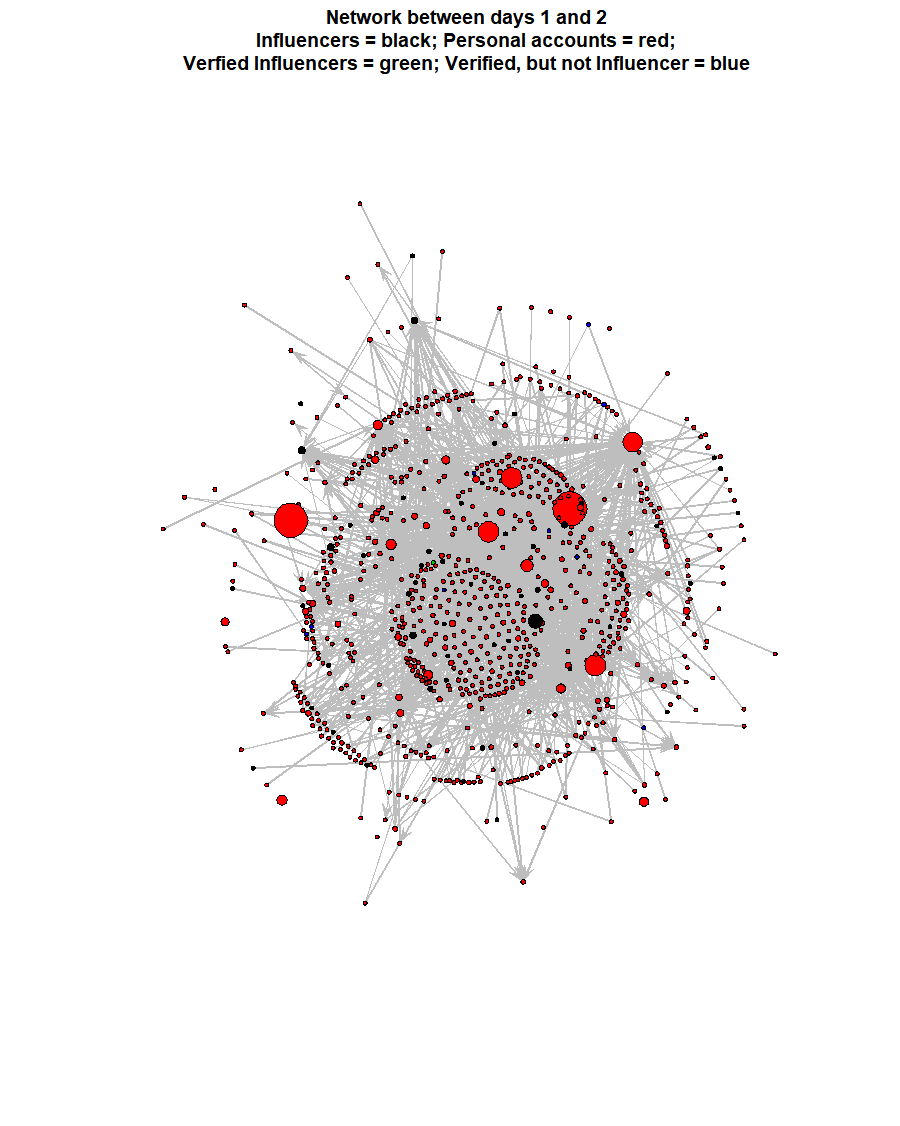 Network between days 1 and 2
Influencers = black; Personal accounts = red;
Verfied Influencers = green; Verified, but not Influencer = blue